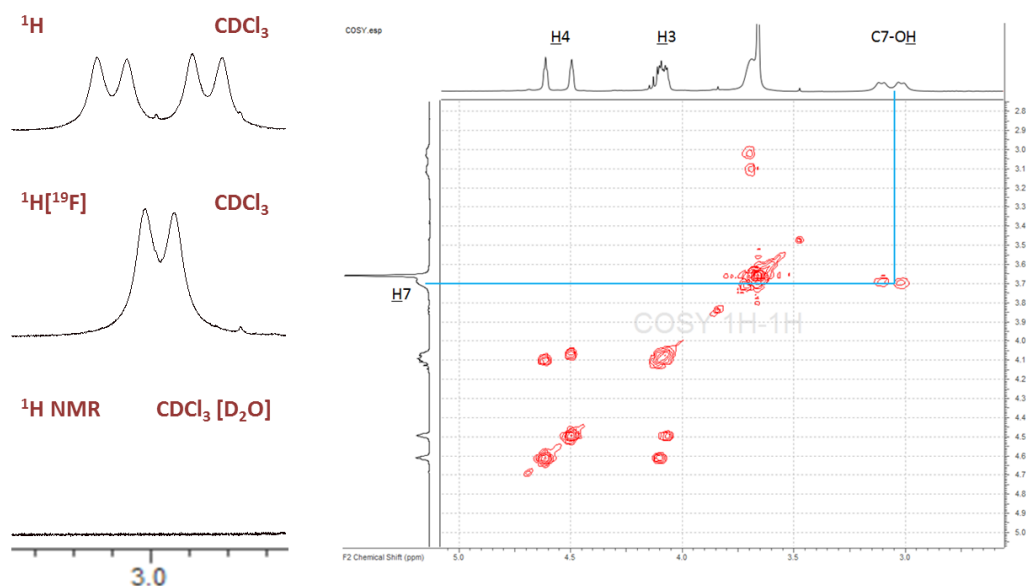 ¹H CDCl₃
¹H[¹⁹F] CDCl₃
¹H NMR CDCl₃ [D₂O]
3.0
COSY.esp
H4 H3 C7-OH
H7
COSY 1H-1H
2.8
2.9
3.0
3.1
3.2
3.3
3.4
3.5
3.6
3.7
3.8
3.9
4.0
4.1
4.2
4.3
4.4
4.5
4.6
4.7
4.8
4.9
5.0
5.0 4.5 4.0 3.5 3.0
F2 Chemical Shift (ppm)